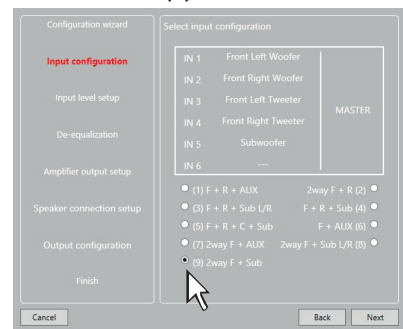 Configuration wizard
Input configuration
Input level setup
De-equalization
Amplifier output setup
Speaker connection setup
Output configuration
Finish
Select input configuration
IN 1 Front Left Woofer
IN 2 Front Right Woofer
IN 3 Front Left Tweeter
IN 4 Front Right Tweeter
IN 5 Subwoofer
IN 6 ---
MASTER
(1) F + R + AUX 2way F + R (2)
(3) F + R + Sub L/R F + R + Sub (4)
(5) F + R + C + Sub F + AUX (6)
(7) 2way F + AUX 2way F + Sub L/R (8)
(9) 2way F + Sub
Cancel Back Next